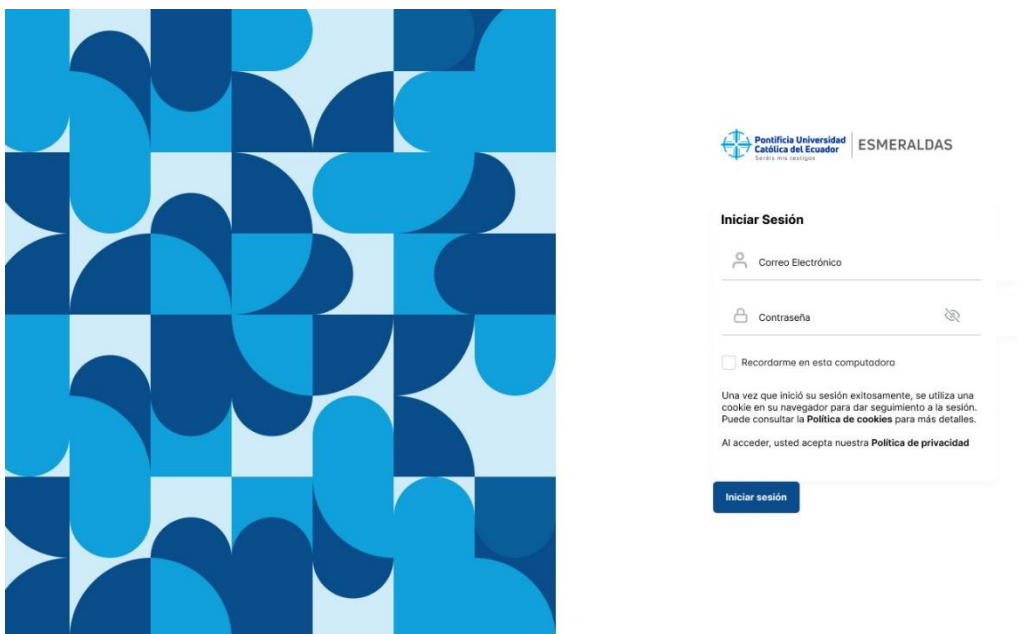 Pontificia Universidad
Católica del Ecuador
Seréis mis testigos
ESMERALDAS
Iniciar Sesión
Correo Electrónico
Contraseña
Recordarme en esta computadora
Una vez que inició su sesión exitosamente, se utiliza una
cookie en su navegador para dar seguimiento a la sesión.
Puede consultar la Política de cookies para más detalles.
Al acceder, usted acepta nuestra Política de privacidad
Iniciar sesión